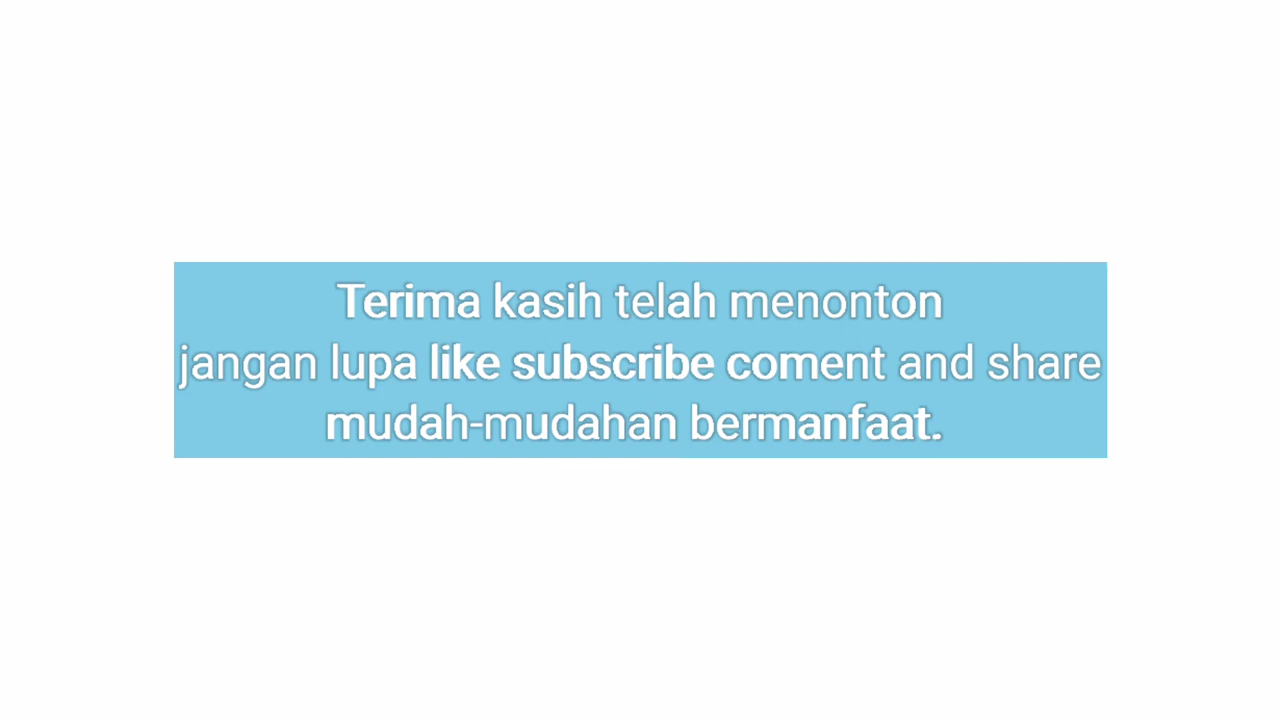 Terima kasih telah menonton
jangan lupa like subscribe coment and share
mudah-mudahan bermanfaat.